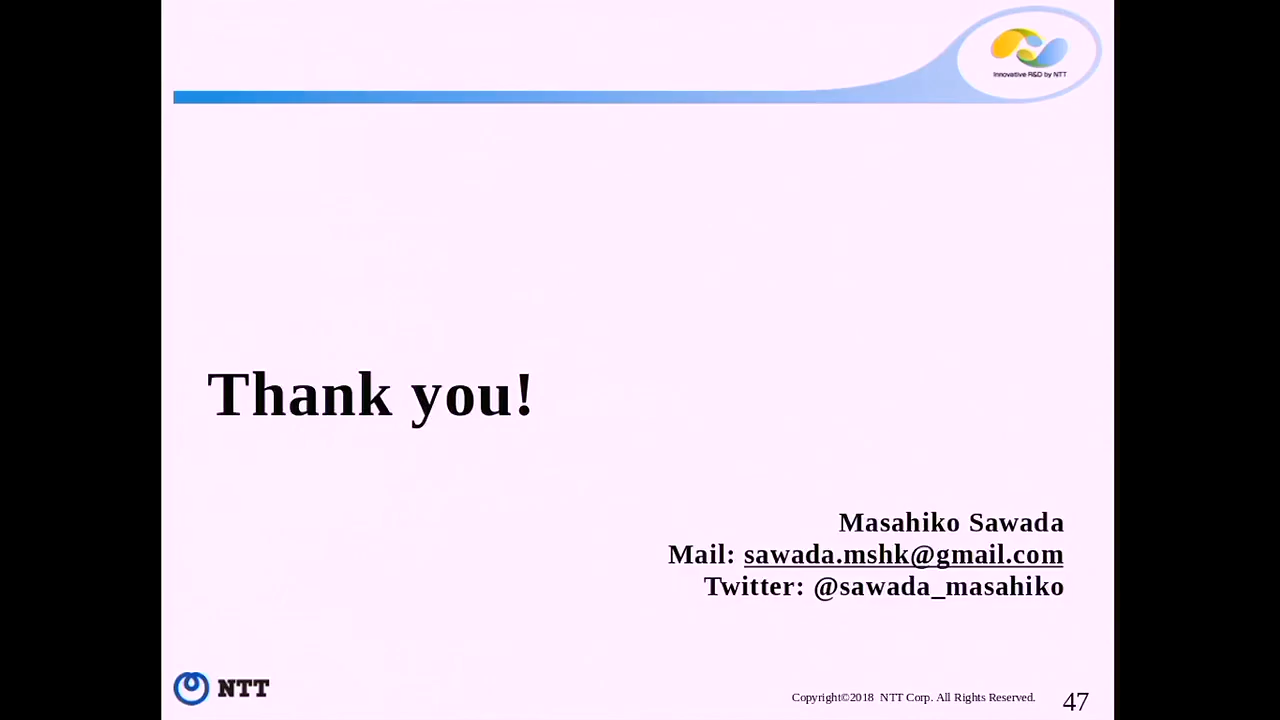 Innovative R&D by NTT
Thank you!
Masahiko Sawada
Mail: sawada.mshk@gmail.com
Twitter: @sawada_masahiko
NTT
Copyright©2018 NTT Corp. All Rights Reserved.
47